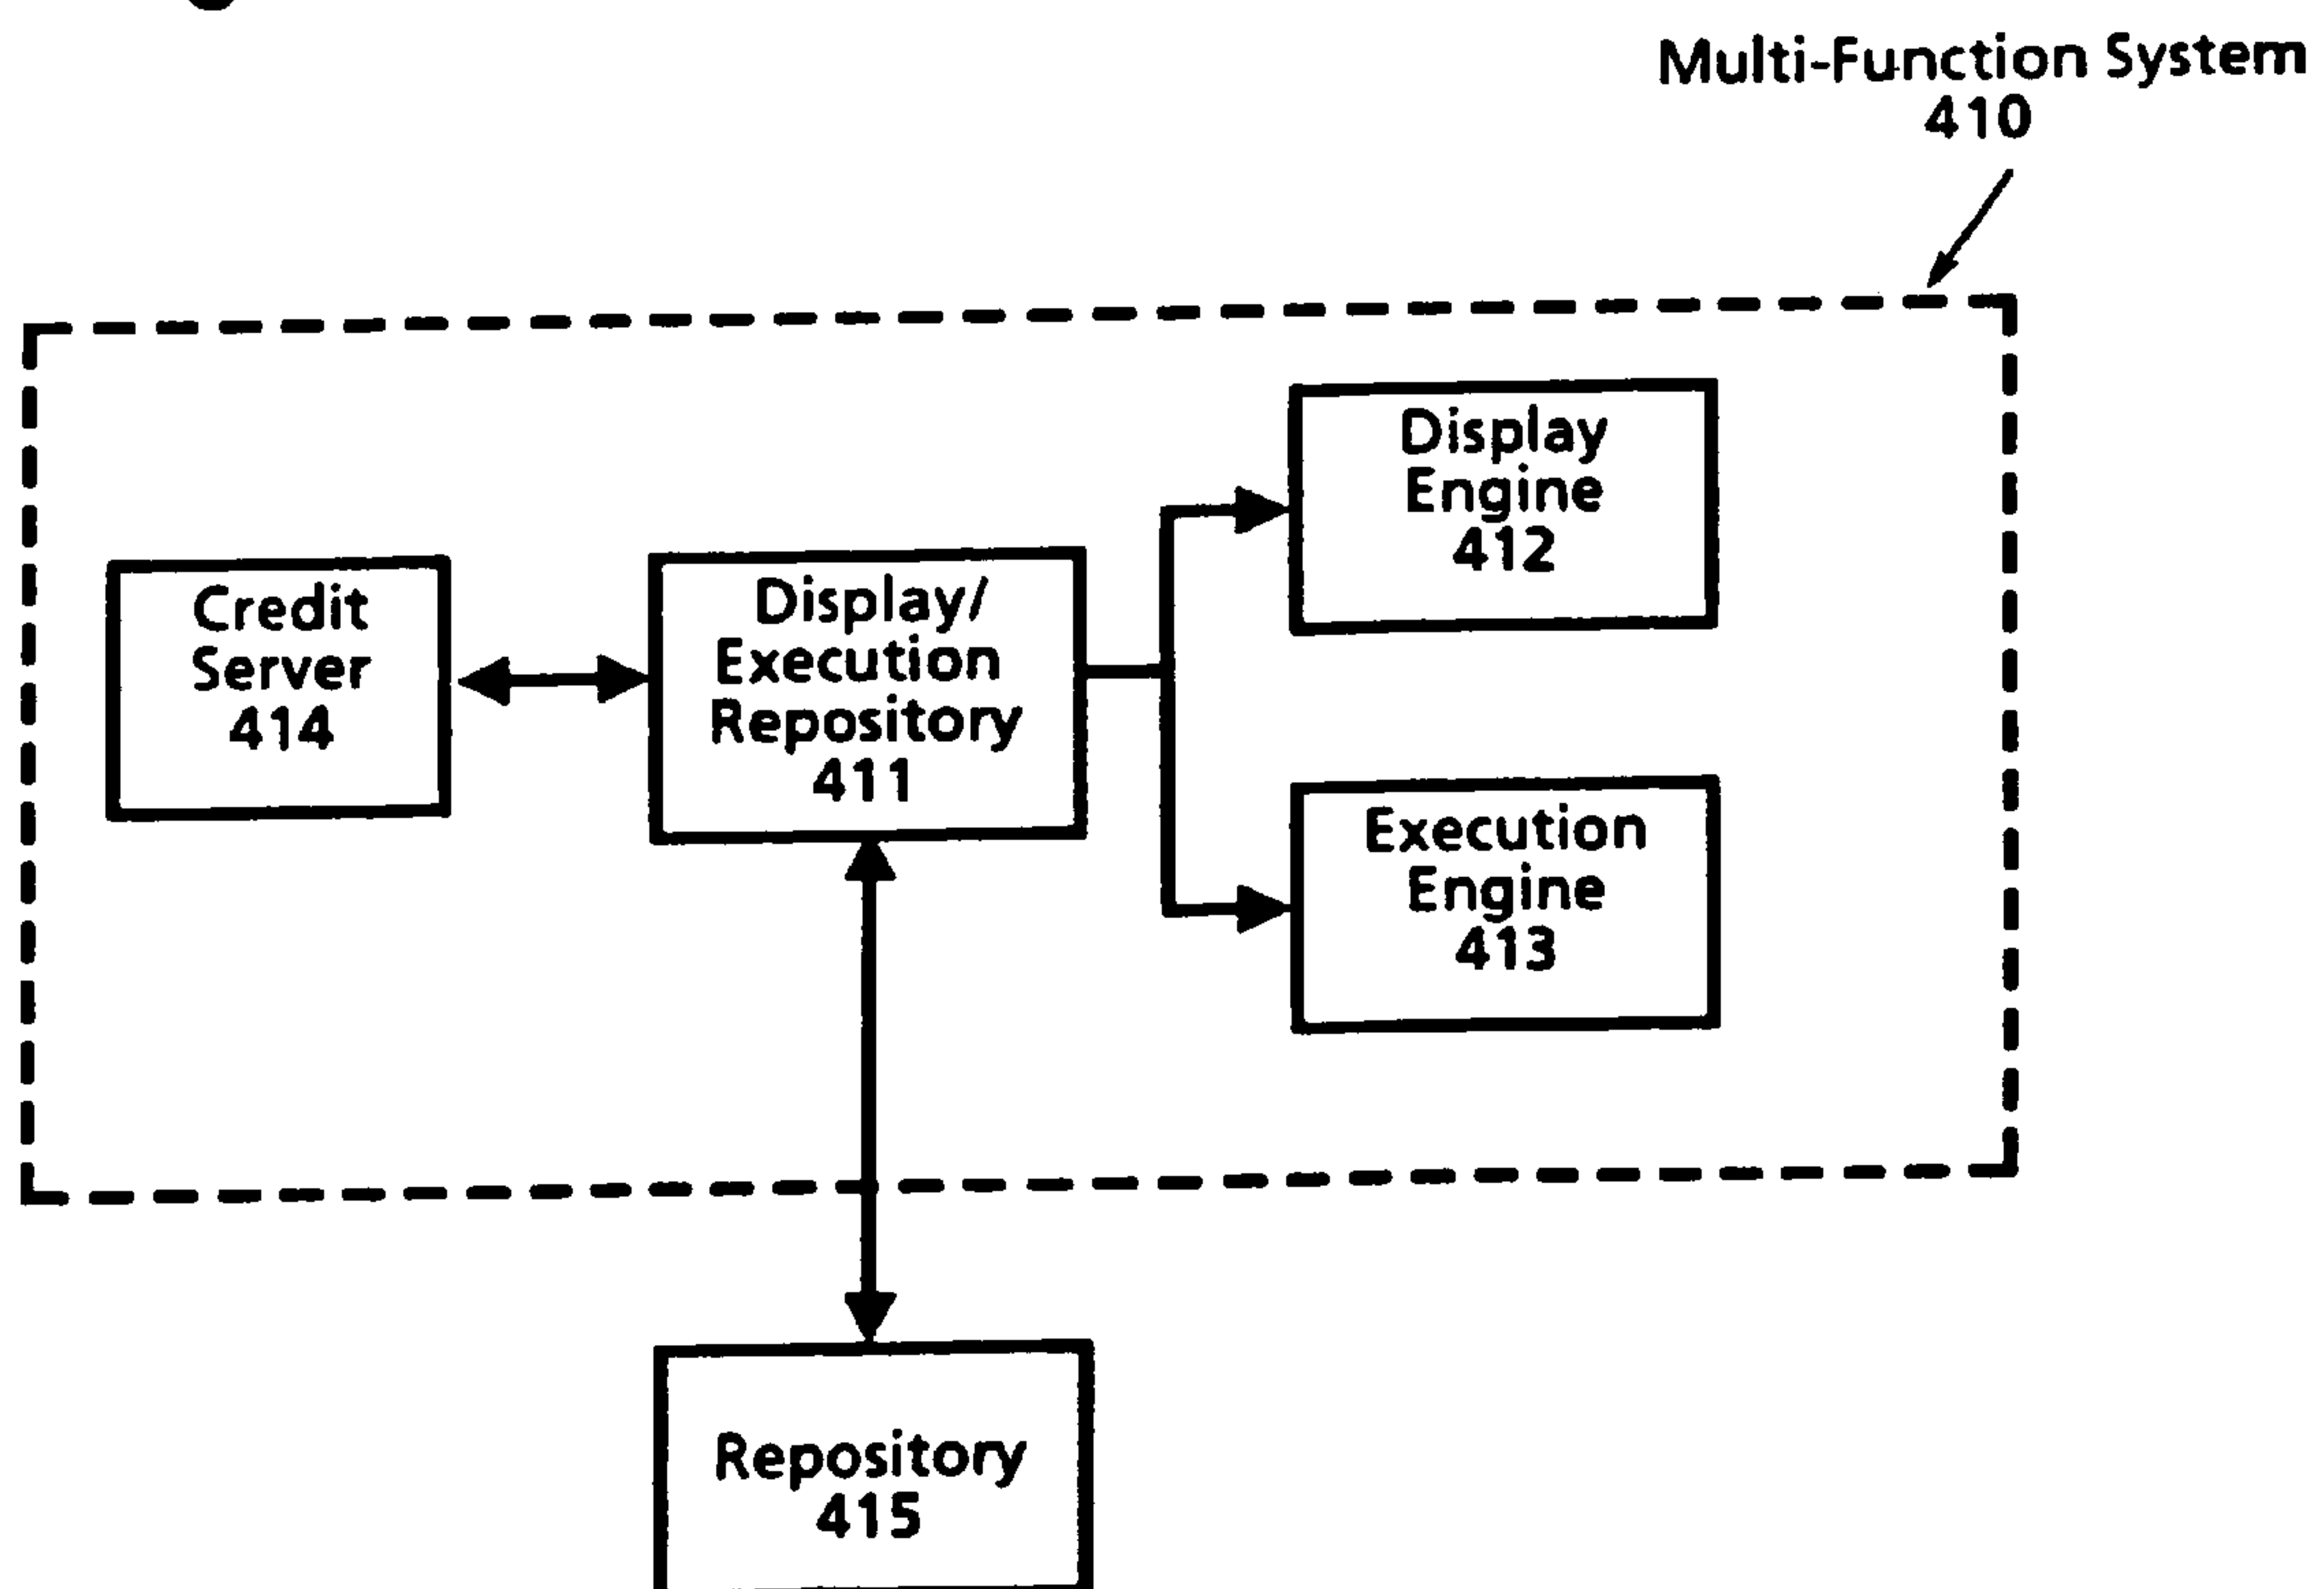 Multi-Function System
410
Display
Engine
412
Credit
Server
414
Display/
Execution
Repository
411
Execution
Engine
413
Repository
415